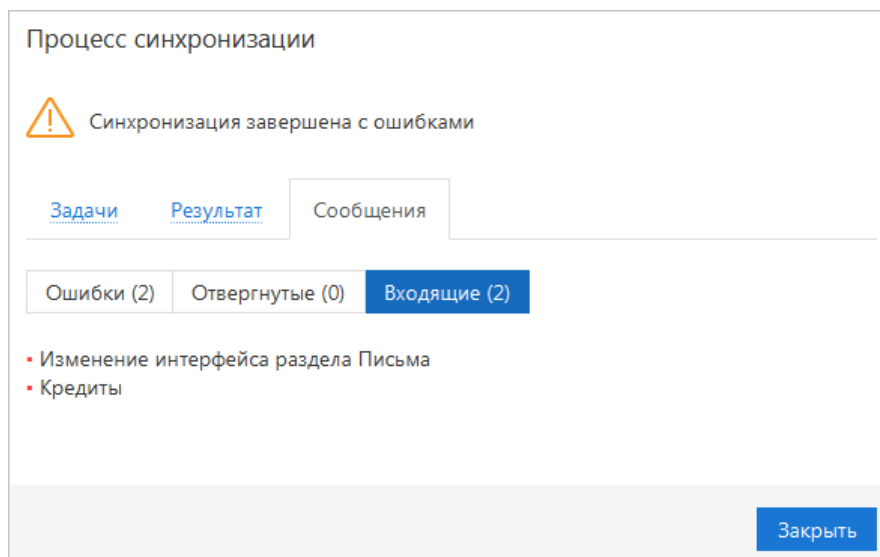 Процесс синхронизации
Синхронизация завершена с ошибками
Задачи Результат Сообщения
Ошибки (2) Отвергнутые (0) Входящие (2)
▪ Изменение интерфейса раздела Письма
▪ Кредиты
Закрыть